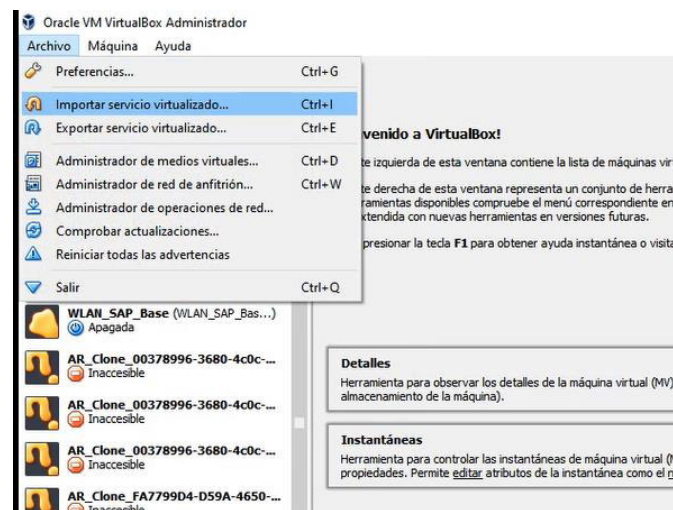 Oracle VM VirtualBox Administrador
Archivo Máquina Ayuda
Preferencias... Ctrl+G
Importar servicio virtualizado... Ctrl+I
Exportar servicio virtualizado... Ctrl+E
Administrador de medios virtuales... Ctrl+D
Administrador de red de anfitrión... Ctrl+W
Administrador de operaciones de red...
Comprobar actualizaciones...
Reiniciar todas las advertencias
Salir Ctrl+Q
WLAN_SAP_Base (WLAN_SAP_Bas...)
Apagada
AR_Clone_00378996-3680-4c0c-...
Inaccesible
AR_Clone_00378996-3680-4c0c-...
Inaccesible
AR_Clone_00378996-3680-4c0c-...
Inaccesible
AR_Clone_FA7799D4-D59A-4650-...
Inaccesible
venido a VirtualBox!
te izquierda de esta ventana contiene la lista de máquinas vir
te derecha de esta ventana representa un conjunto de herra
ramientas disponibles compruebe el menú correspondiente en
xtendida con nuevas herramientas en versiones futuras.
presionar la tecla F1 para obtener ayuda instantánea o visita
Detalles
Herramienta para observar los detalles de la máquina virtual (MV)
almacenamiento de la máquina).
Instantáneas
Herramienta para controlar las instantáneas de máquina virtual (
propiedades. Permite editar atributos de la instantánea como el